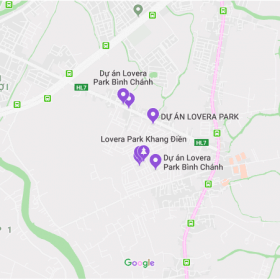 Dự án Lovera
Park Bình Chánh
HL7
DỰ ÁN LOVERA PARK
Lovera Park Khang Điền
HL7
Dự án Lovera
Park Bình Chánh
Google